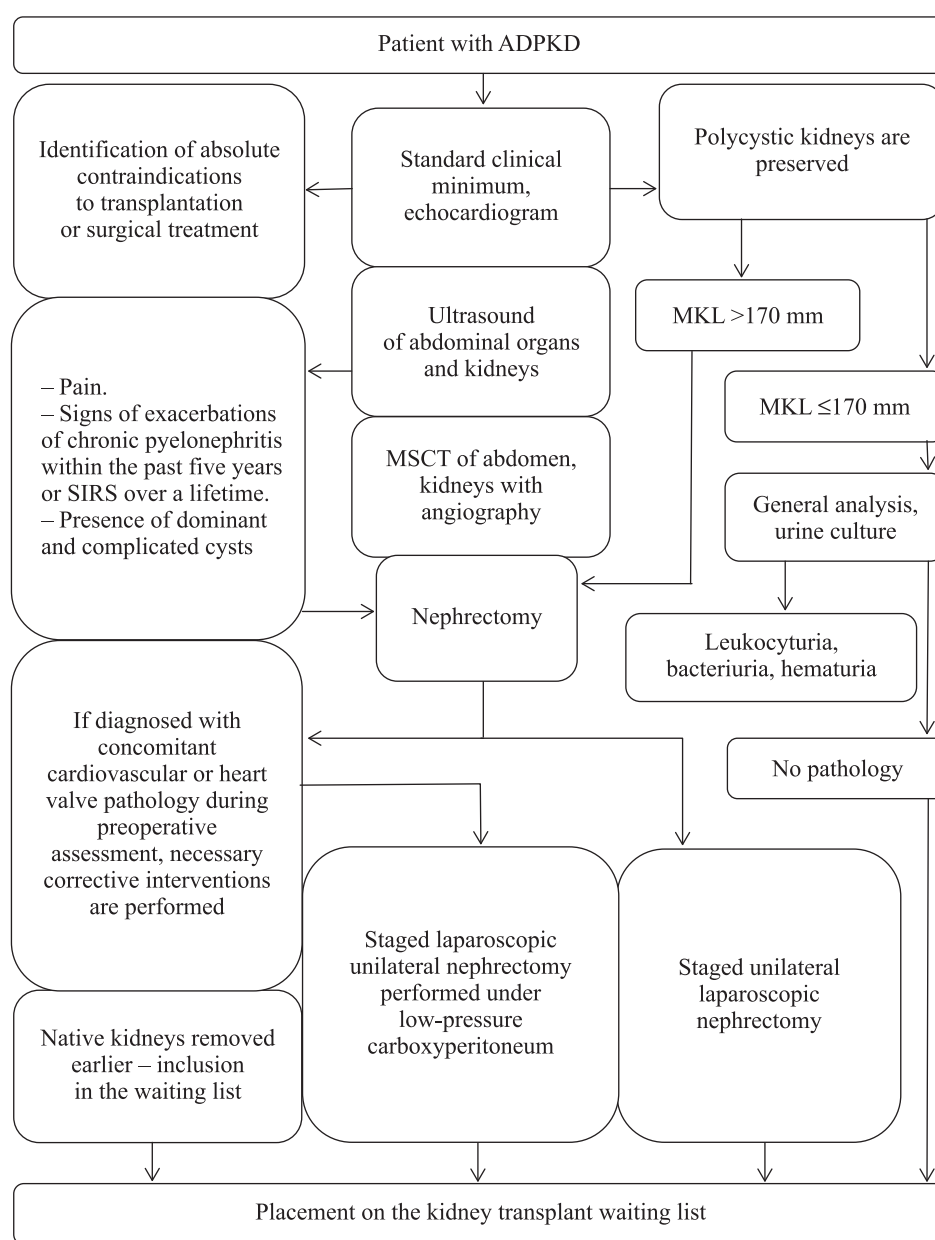 Patient with ADPKD
Identification of absolute
contraindications
to transplantation
or surgical treatment
Standard clinical
minimum,
echocardiogram
Polycystic kidneys are
preserved
Ultrasound
of abdominal organs
and kidneys
MKL >170 mm
– Pain.
– Signs of exacerbations
of chronic pyelonephritis
within the past five years
or SIRS over a lifetime.
– Presence of dominant
and complicated cysts
MKL ≤170 mm
MSCT of abdomen,
kidneys with
angiography
General analysis,
urine culture
Nephrectomy
Leukocyturia,
bacteriuria, hematuria
If diagnosed with
concomitant
cardiovascular or heart
valve pathology during
preoperative
assessment, necessary
corrective interventions
are performed
No pathology
Staged laparoscopic
unilateral nephrectomy
performed under
low-pressure
carboxyperitoneum
Staged unilateral
laparoscopic
nephrectomy
Native kidneys removed
earlier – inclusion
in the waiting list
Placement on the kidney transplant waiting list